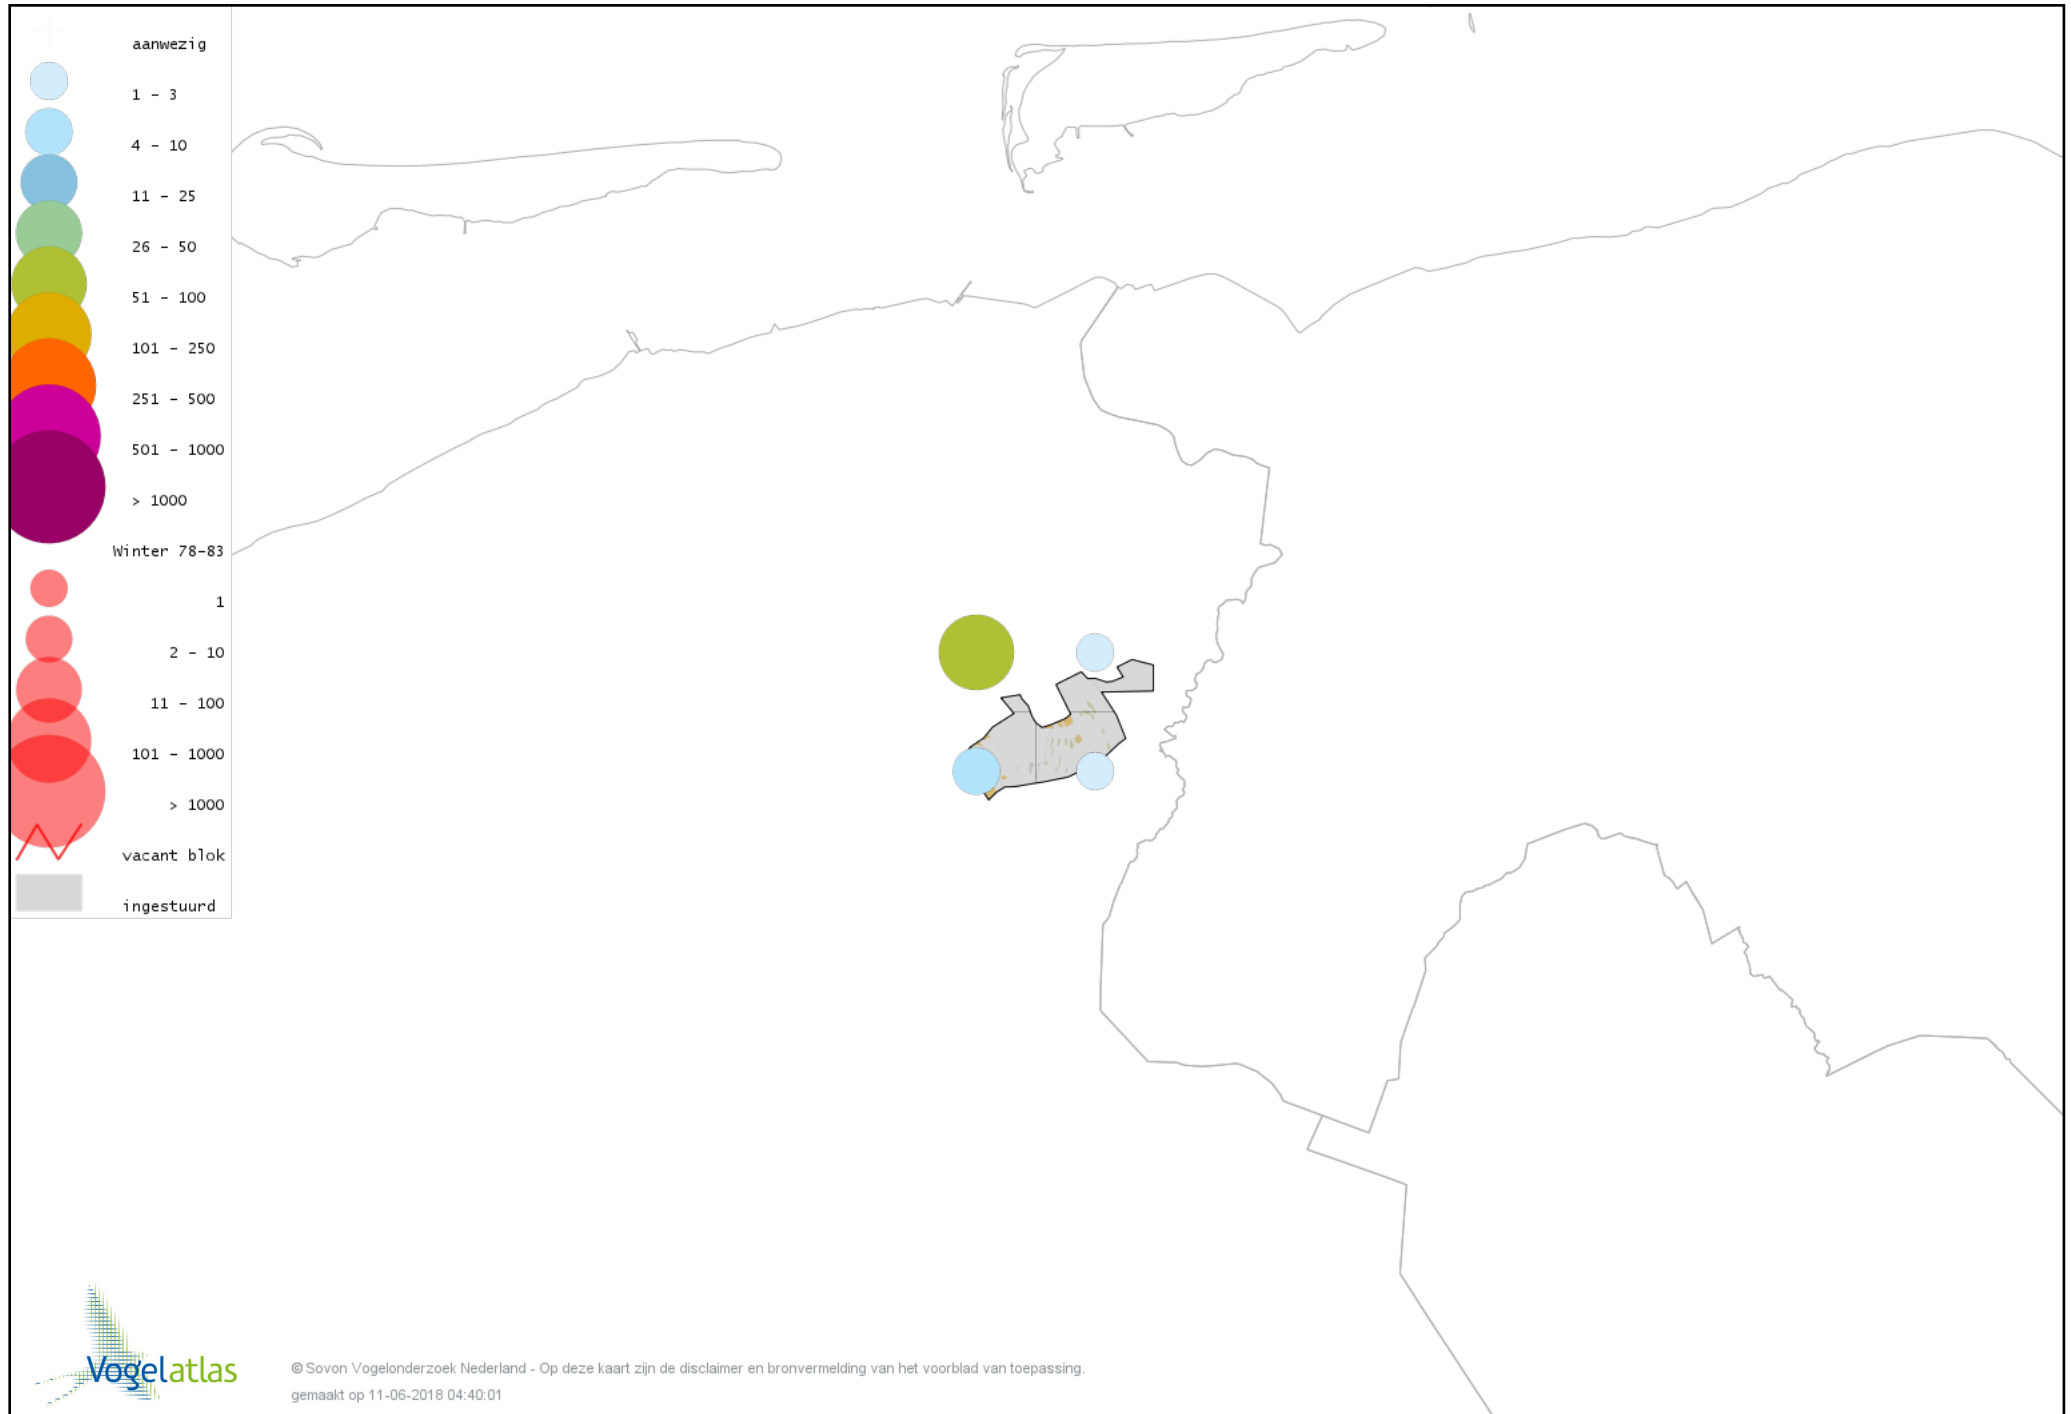 aanwezig
1 - 3
4 - 10
11 - 25
26 - 50
51 - 100
101 - 250
251 - 500
501 - 1000
> 1000
Winter 78-83
1
2 - 10
11 - 100
101 - 1000
> 1000
vacant blok
ingestuurd
Vogelatlas
© Sovon Vogelonderzoek Nederland - Op deze kaart zijn de disclaimer en bronvermelding van het voorblad van toepassing.
gemaakt op 11-06-2018 04:40:01